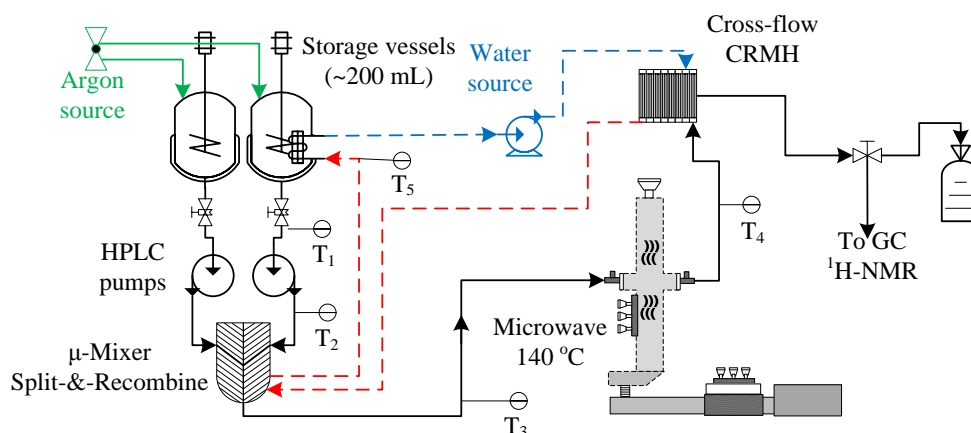 Storage vessels
(~200 mL)
Argon
source
Water
source
Cross-flow
CRMH
T5
T1
T4
HPLC
pumps
To GC
¹H-NMR
T2
Microwave
140 °C
μ-Mixer
Split-&-Recombine
T3